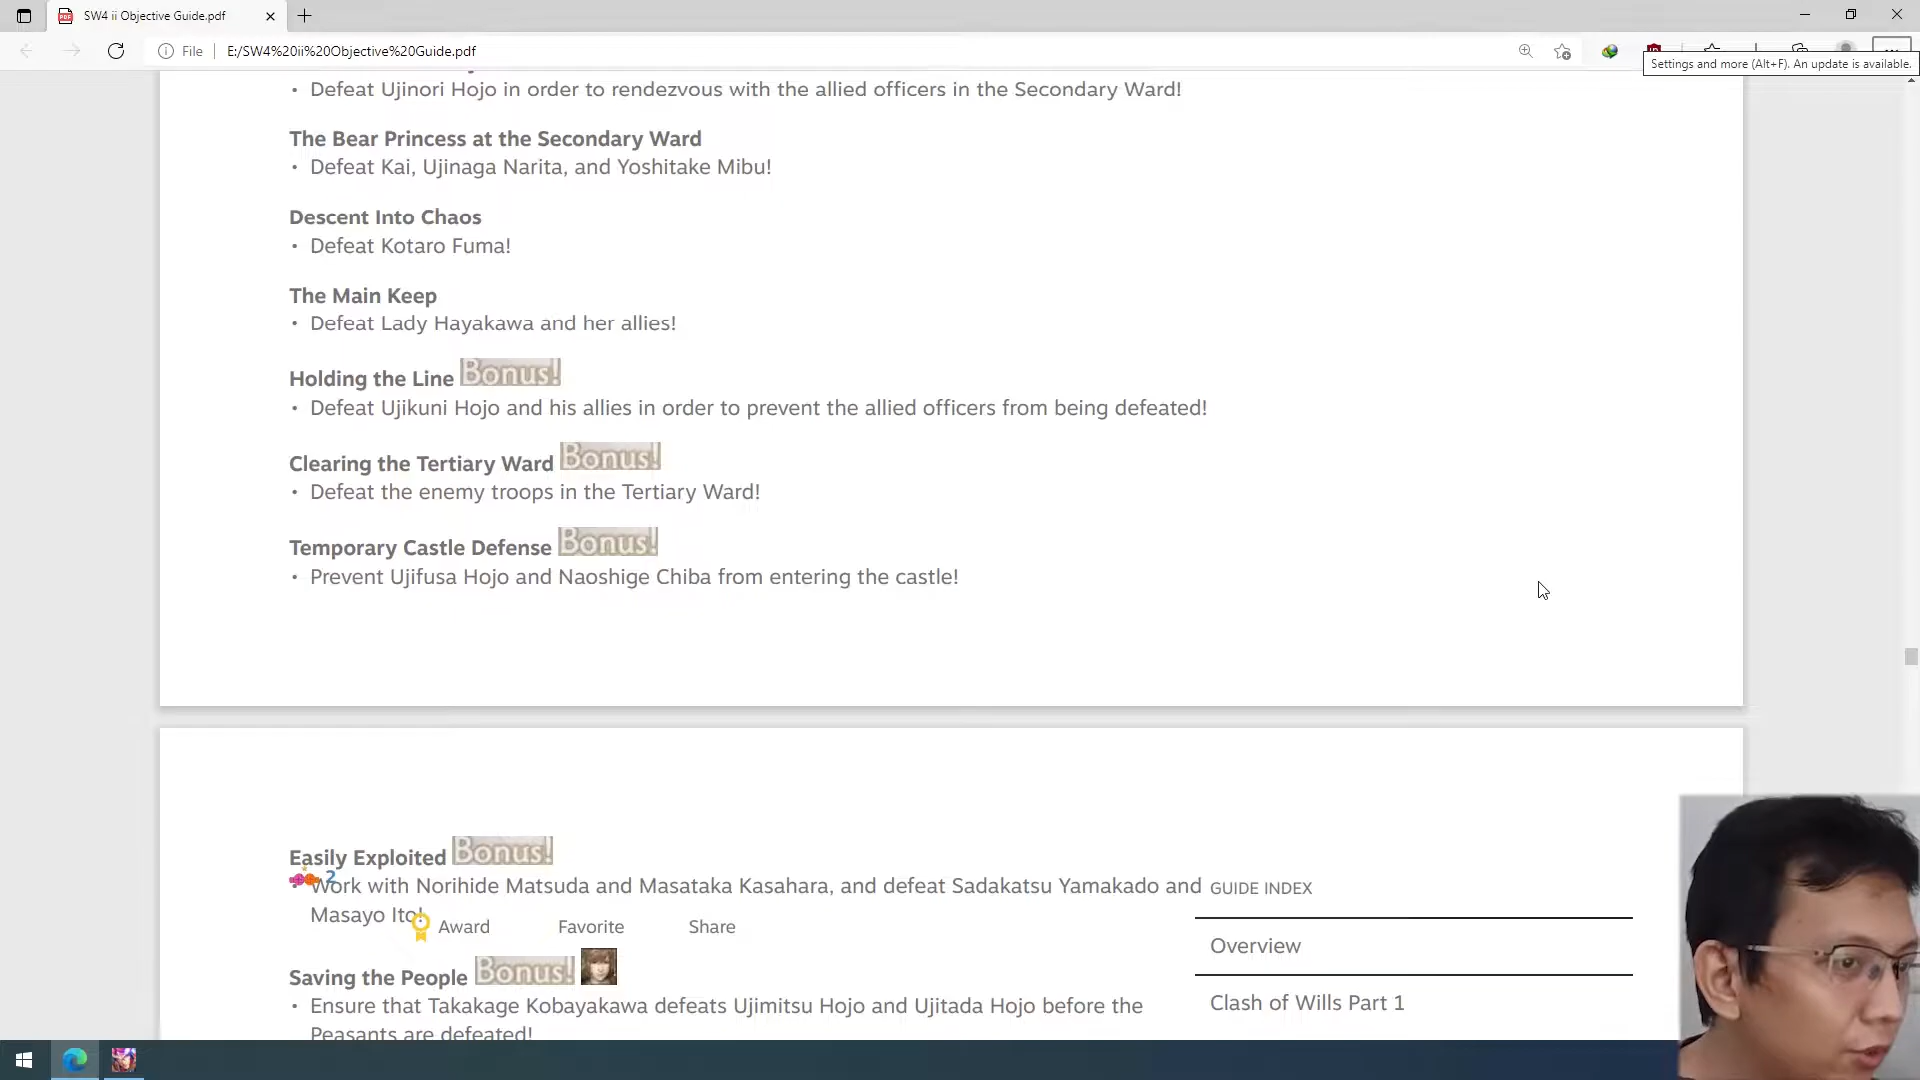 SW4 ii Objective Guide.pdf
File
E:/SW4%20ii%20Objective%20Guide.pdf
Settings and more (Alt+F). An update is available.
• Defeat Ujinori Hojo in order to rendezvous with the allied officers in the Secondary Ward!
The Bear Princess at the Secondary Ward
• Defeat Kai, Ujinaga Narita, and Yoshitake Mibu!
Descent Into Chaos
• Defeat Kotaro Fuma!
The Main Keep
• Defeat Lady Hayakawa and her allies!
Holding the Line Bonus!
• Defeat Ujikuni Hojo and his allies in order to prevent the allied officers from being defeated!
Clearing the Tertiary Ward Bonus!
• Defeat the enemy troops in the Tertiary Ward!
Temporary Castle Defense Bonus!
• Prevent Ujifusa Hojo and Naoshige Chiba from entering the castle!
Easily Exploited Bonus!
2
• Work with Norihide Matsuda and Masataka Kasahara, and defeat Sadakatsu Yamakado and
Masayo Ito!
Award Favorite Share
Saving the People Bonus!
• Ensure that Takakage Kobayakawa defeats Ujimitsu Hojo and Ujitada Hojo before the
Peasants are defeated!
GUIDE INDEX
Overview
Clash of Wills Part 1